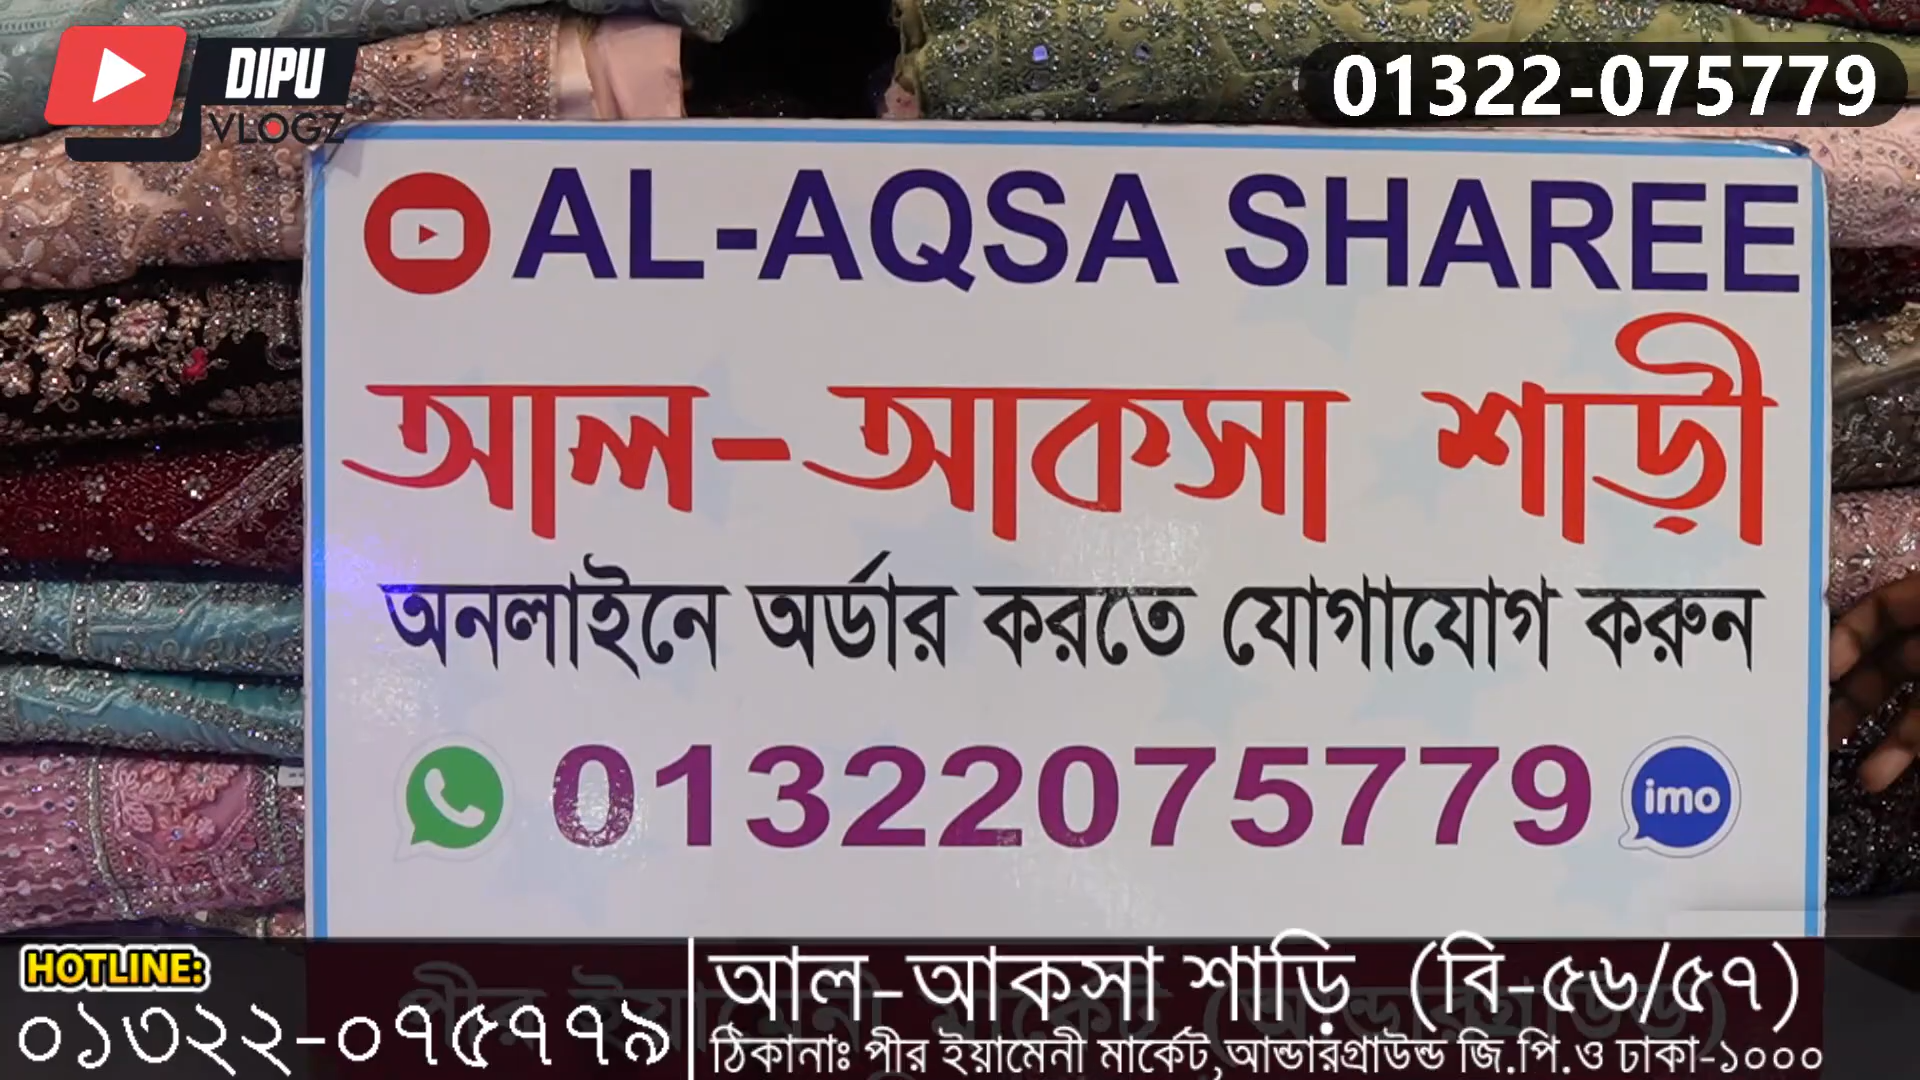 DIPU
VLOGZ
01322-075779
AL-AQSA SHAREE
আল-আকসা শাড়ী
অনলাইনে অর্ডার করতে যোগাযোগ করুন
01322075779
imo
HOTLINE:
০১৩২২-০৭৫৭৭৯
আল-আকসা শাড়ি (বি-৫৬/৫৭)
ঠিকানাঃ পীর ইয়ামেনী মার্কেট,আন্ডারগ্রাউন্ড জি.পি.ও ঢাকা-১০০০